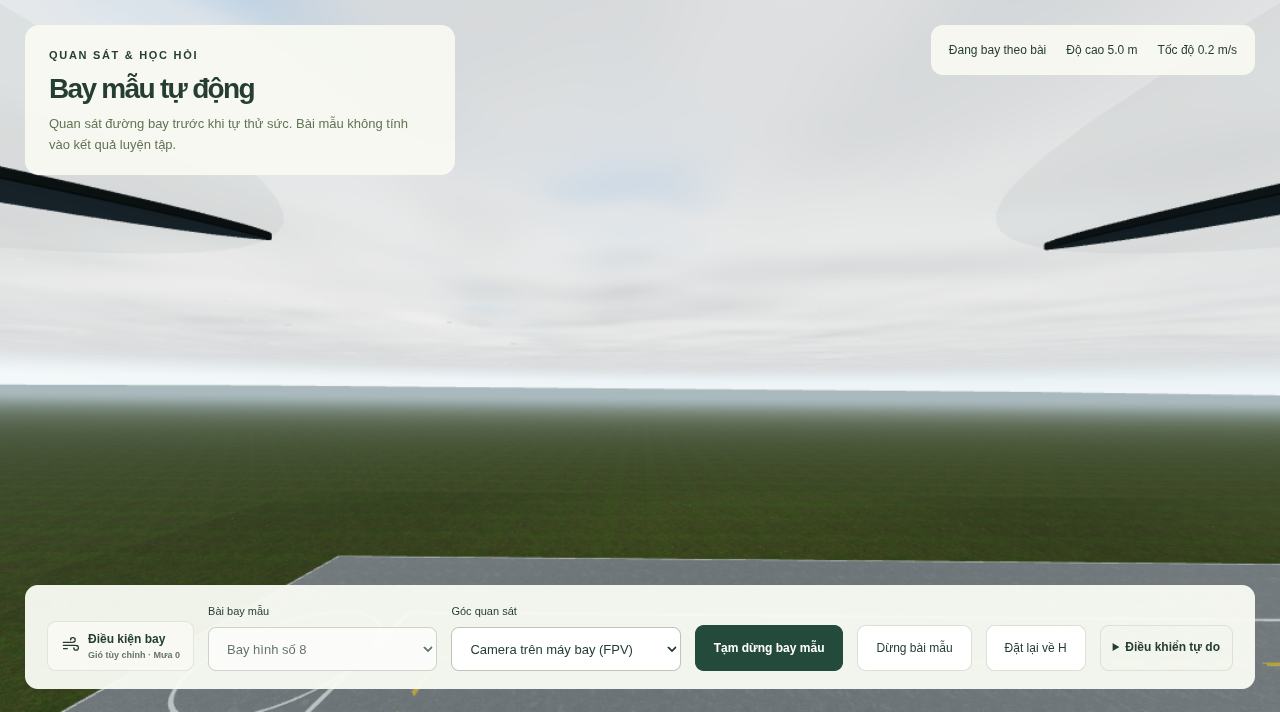 QUAN SÁT & HỌC HỎI
Bay mẫu tự động
Quan sát đường bay trước khi tự thử sức. Bài mẫu không tính
vào kết quả luyện tập.
Đang bay theo bài Độ cao 5.0 m Tốc độ 0.2 m/s
Điều kiện bay
Gió tùy chỉnh · Mưa 0
Bài bay mẫu
Bay hình số 8
Góc quan sát
Camera trên máy bay (FPV)
Tạm dừng bay mẫu
Dừng bài mẫu
Đặt lại về H
Điều khiển tự do